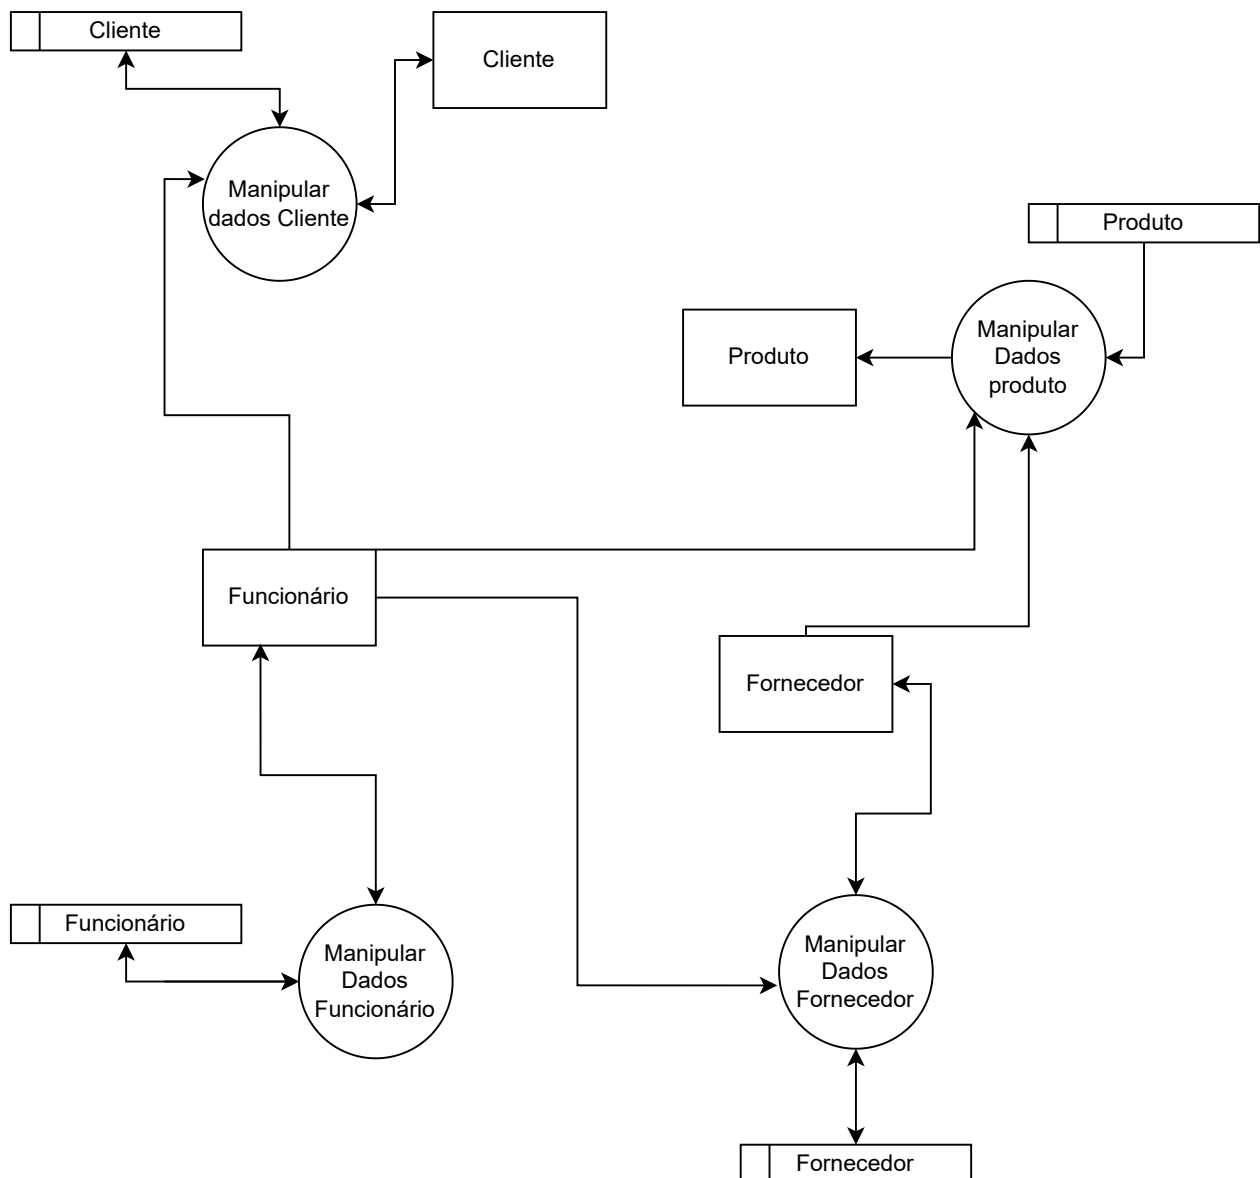 Cliente
Cliente
Manipular
dados Cliente
Produto
Manipular
Dados
produto
Produto
Funcionário
Fornecedor
Funcionário
Manipular
Dados
Funcionário
Manipular
Dados
Fornecedor
Fornecedor